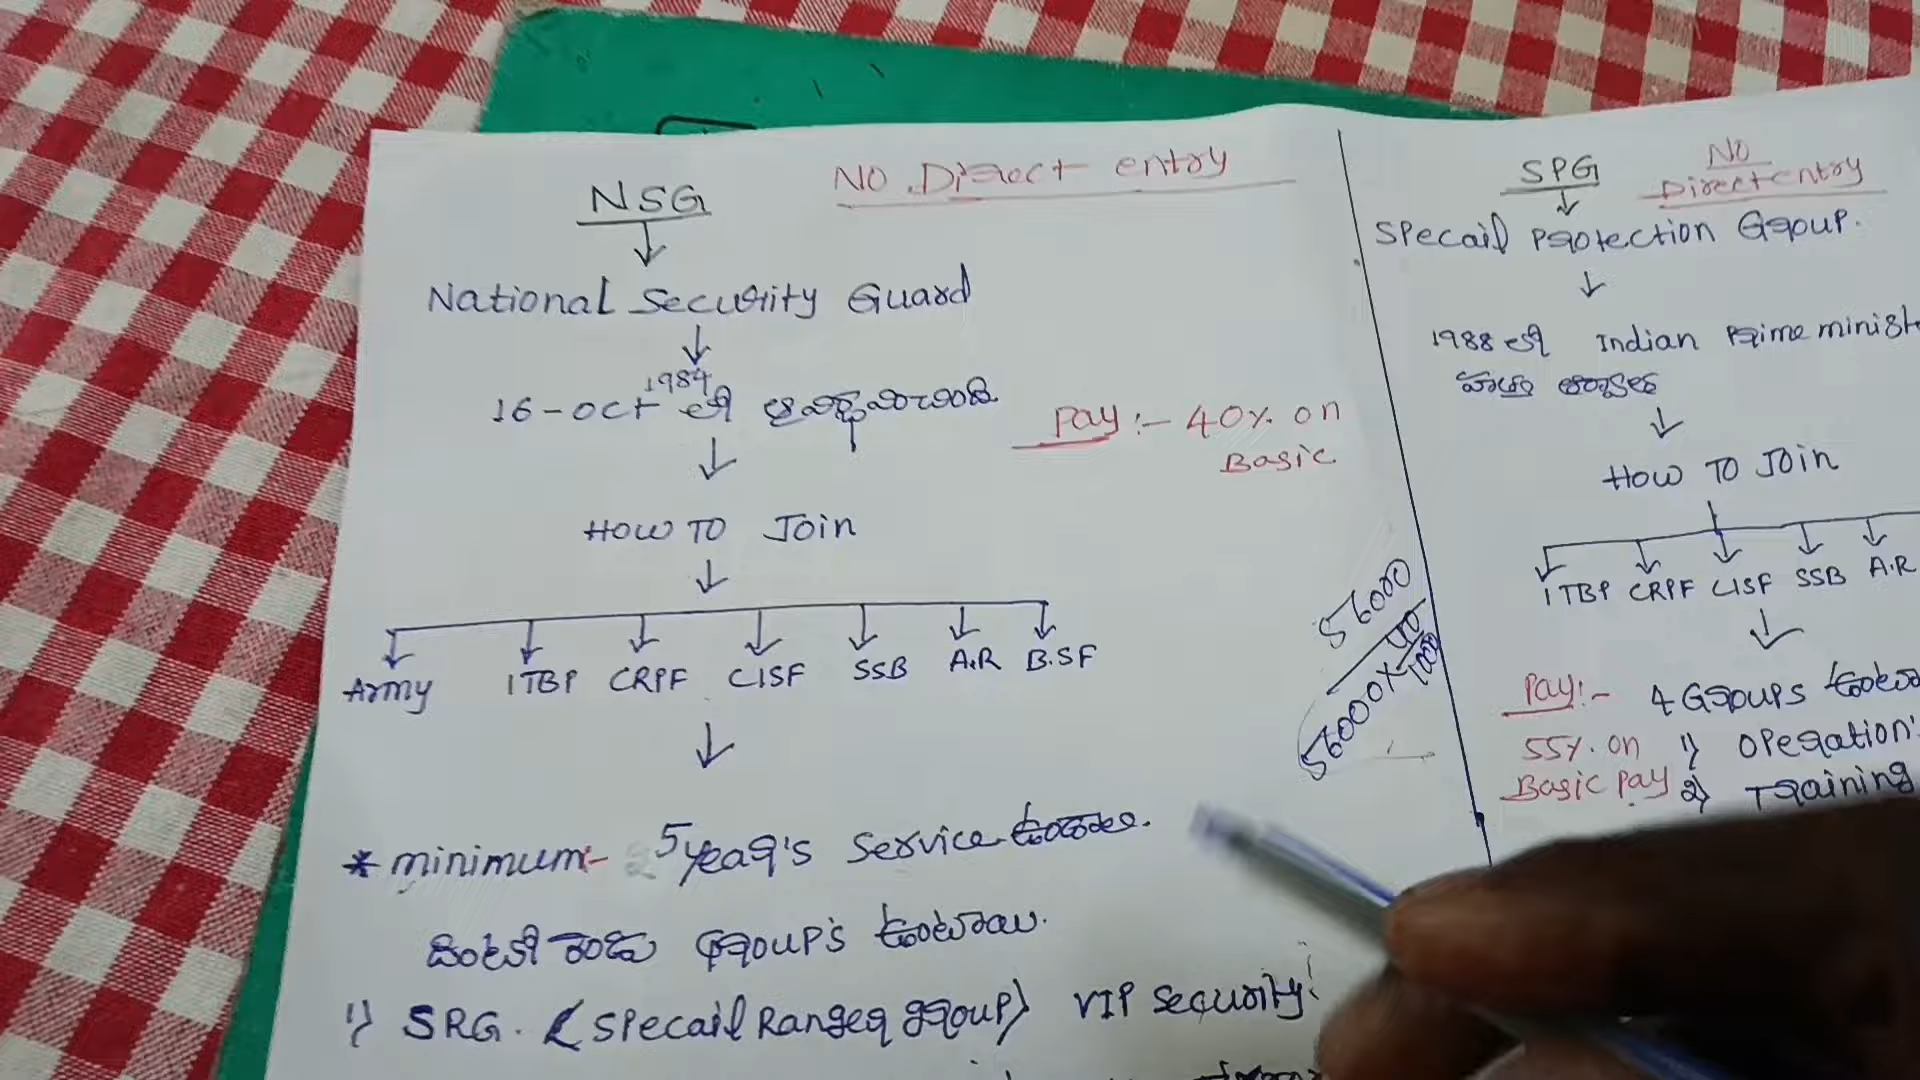 NSG
NO Direct entry
National Security Guard
1984
16-oct లో
Pay :- 40% on
Basic
HOW TO Join
Army ITBP CRPF CISF SSB A.R B.SF
* minimum- 5 year's Service ఉండాలి.
దింట్లో రెండు Group's ఉంటాయి.
1) SRG. (Specail Ranger group) VIP security
56000
56000X
SPG
NO
Direct entry
Specail Protection Group.
1988 లో Indian Prime minist
HOW TO Join
ITBP CRPF CISF SSB A.R
Pay:-
55% on
Basic Pay
4 Groups
1) Operation's
2) Training